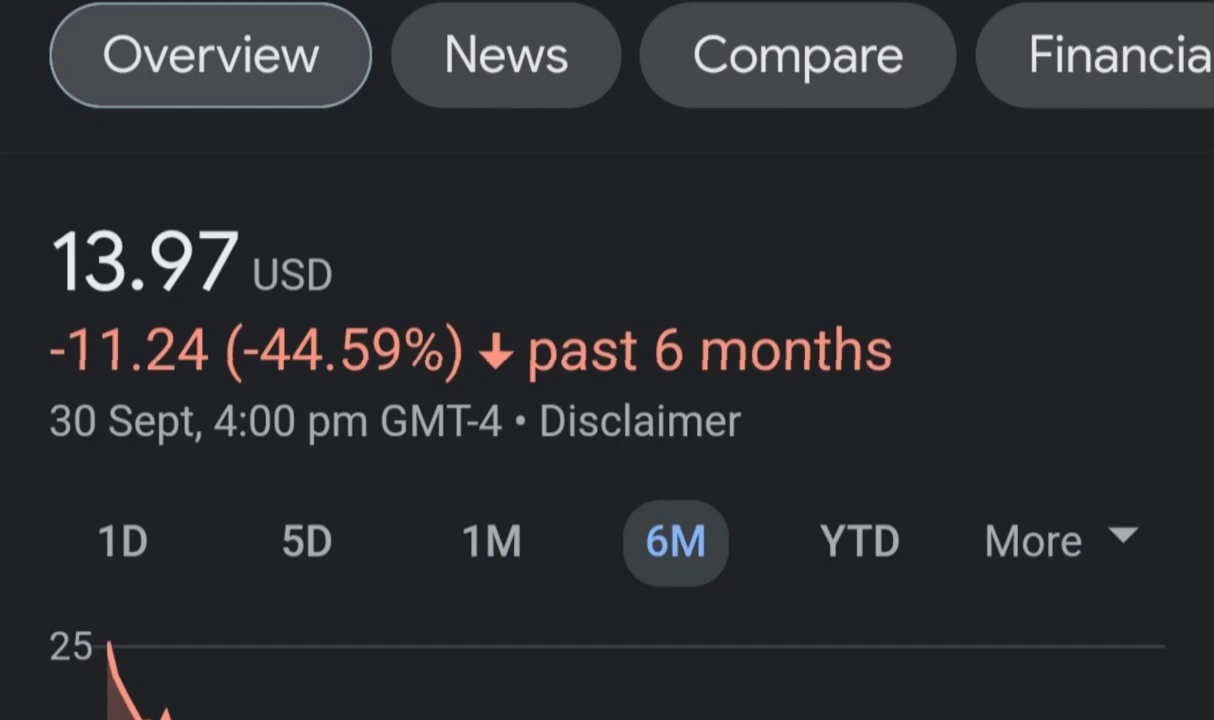 Overview News Compare Financia
13.97 USD
-11.24 (-44.59%) ↓ past 6 months
30 Sept, 4:00 pm GMT-4 • Disclaimer
1D 5D 1M 6M YTD More
25